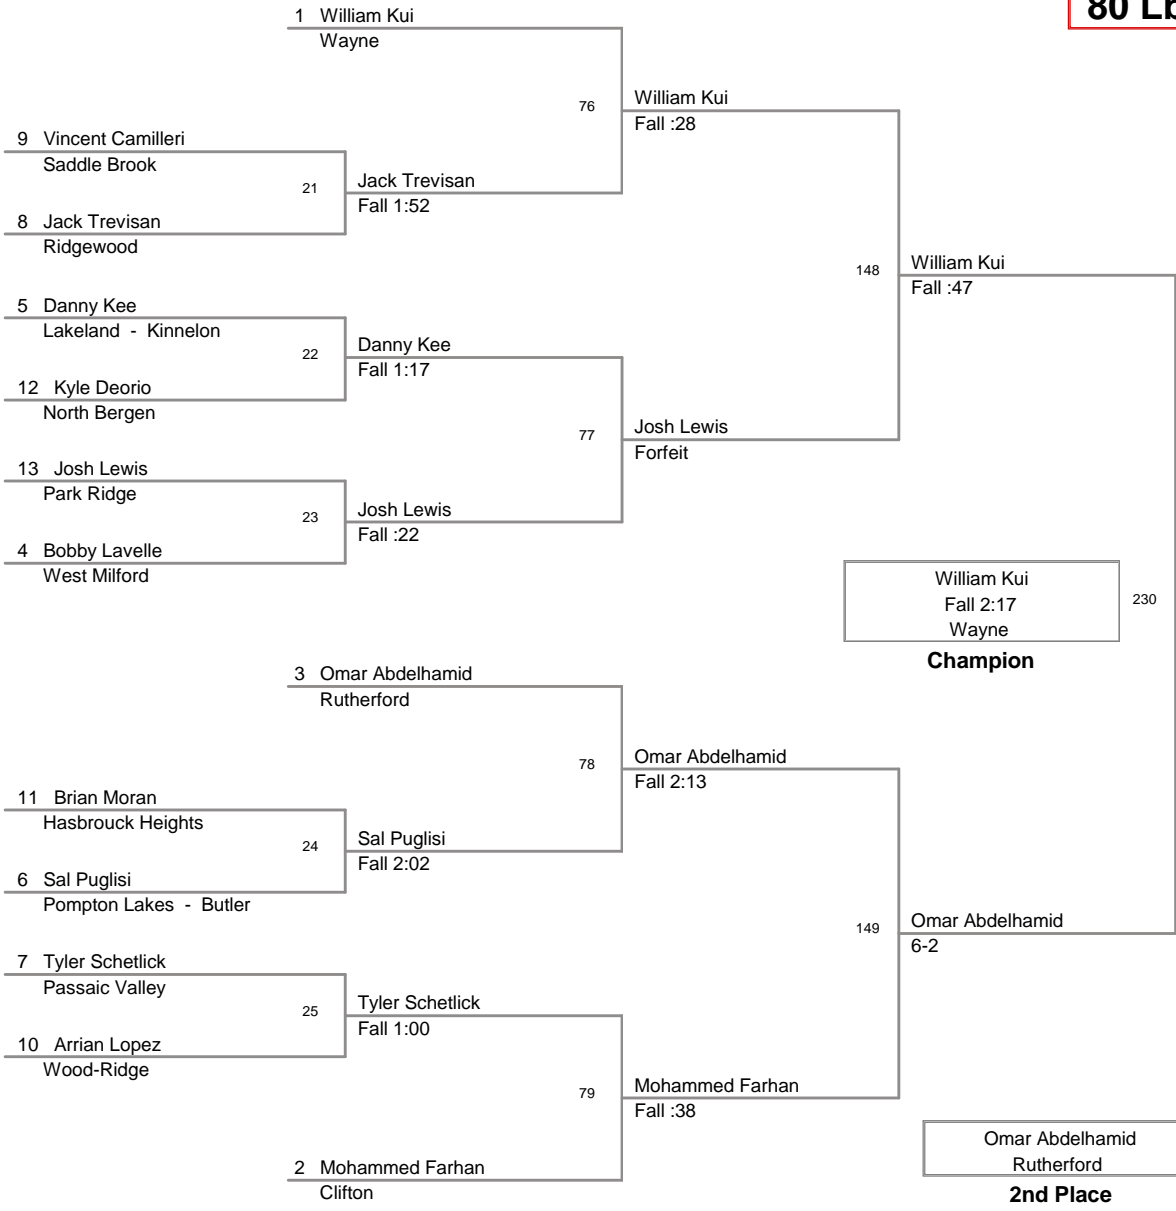 80 Lb
1 William Kui
Wayne
76
William Kui
Fall :28
9 Vincent Camilleri
Saddle Brook
21
Jack Trevisan
Fall 1:52
8 Jack Trevisan
Ridgewood
148
William Kui
Fall :47
5 Danny Kee
Lakeland - Kinnelon
22
Danny Kee
Fall 1:17
12 Kyle Deorio
North Bergen
77
Josh Lewis
Forfeit
13 Josh Lewis
Park Ridge
23
Josh Lewis
Fall :22
4 Bobby Lavelle
West Milford
William Kui
Fall 2:17
Wayne
230
Champion
3 Omar Abdelhamid
Rutherford
78
Omar Abdelhamid
Fall 2:13
11 Brian Moran
Hasbrouck Heights
24
Sal Puglisi
Fall 2:02
6 Sal Puglisi
Pompton Lakes - Butler
149
Omar Abdelhamid
6-2
7 Tyler Schetlick
Passaic Valley
25
Tyler Schetlick
Fall 1:00
10 Arrian Lopez
Wood-Ridge
79
Mohammed Farhan
Fall :38
2 Mohammed Farhan
Clifton
Omar Abdelhamid
Rutherford
2nd Place